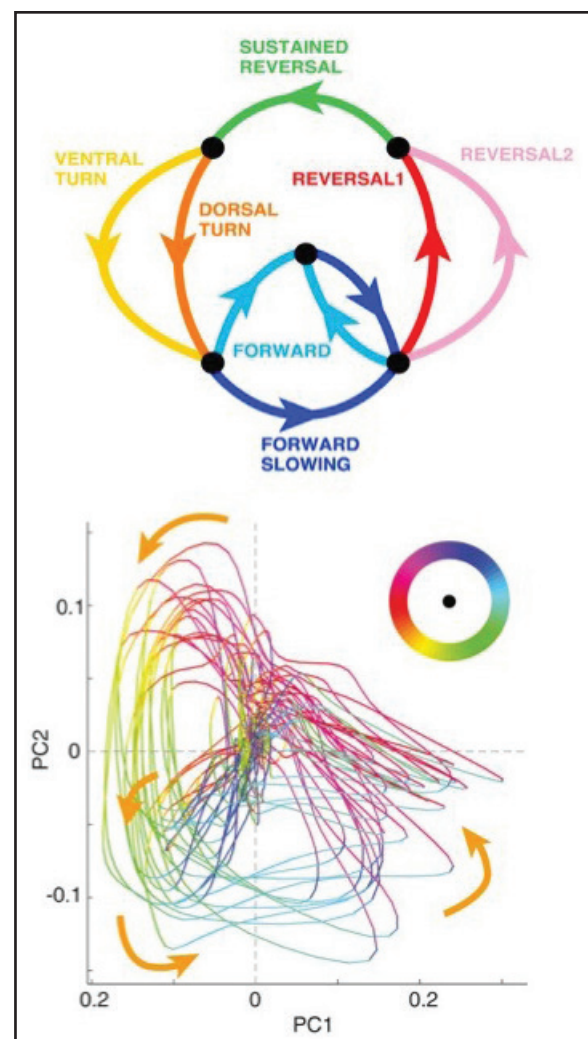 SUSTAINED
REVERSAL
VENTRAL
TURN
REVERSAL1
REVERSAL2
DORSAL
TURN
FORWARD
FORWARD
SLOWING
0.1
PC2
0
-0.1
0.2
0
0.2
PC1